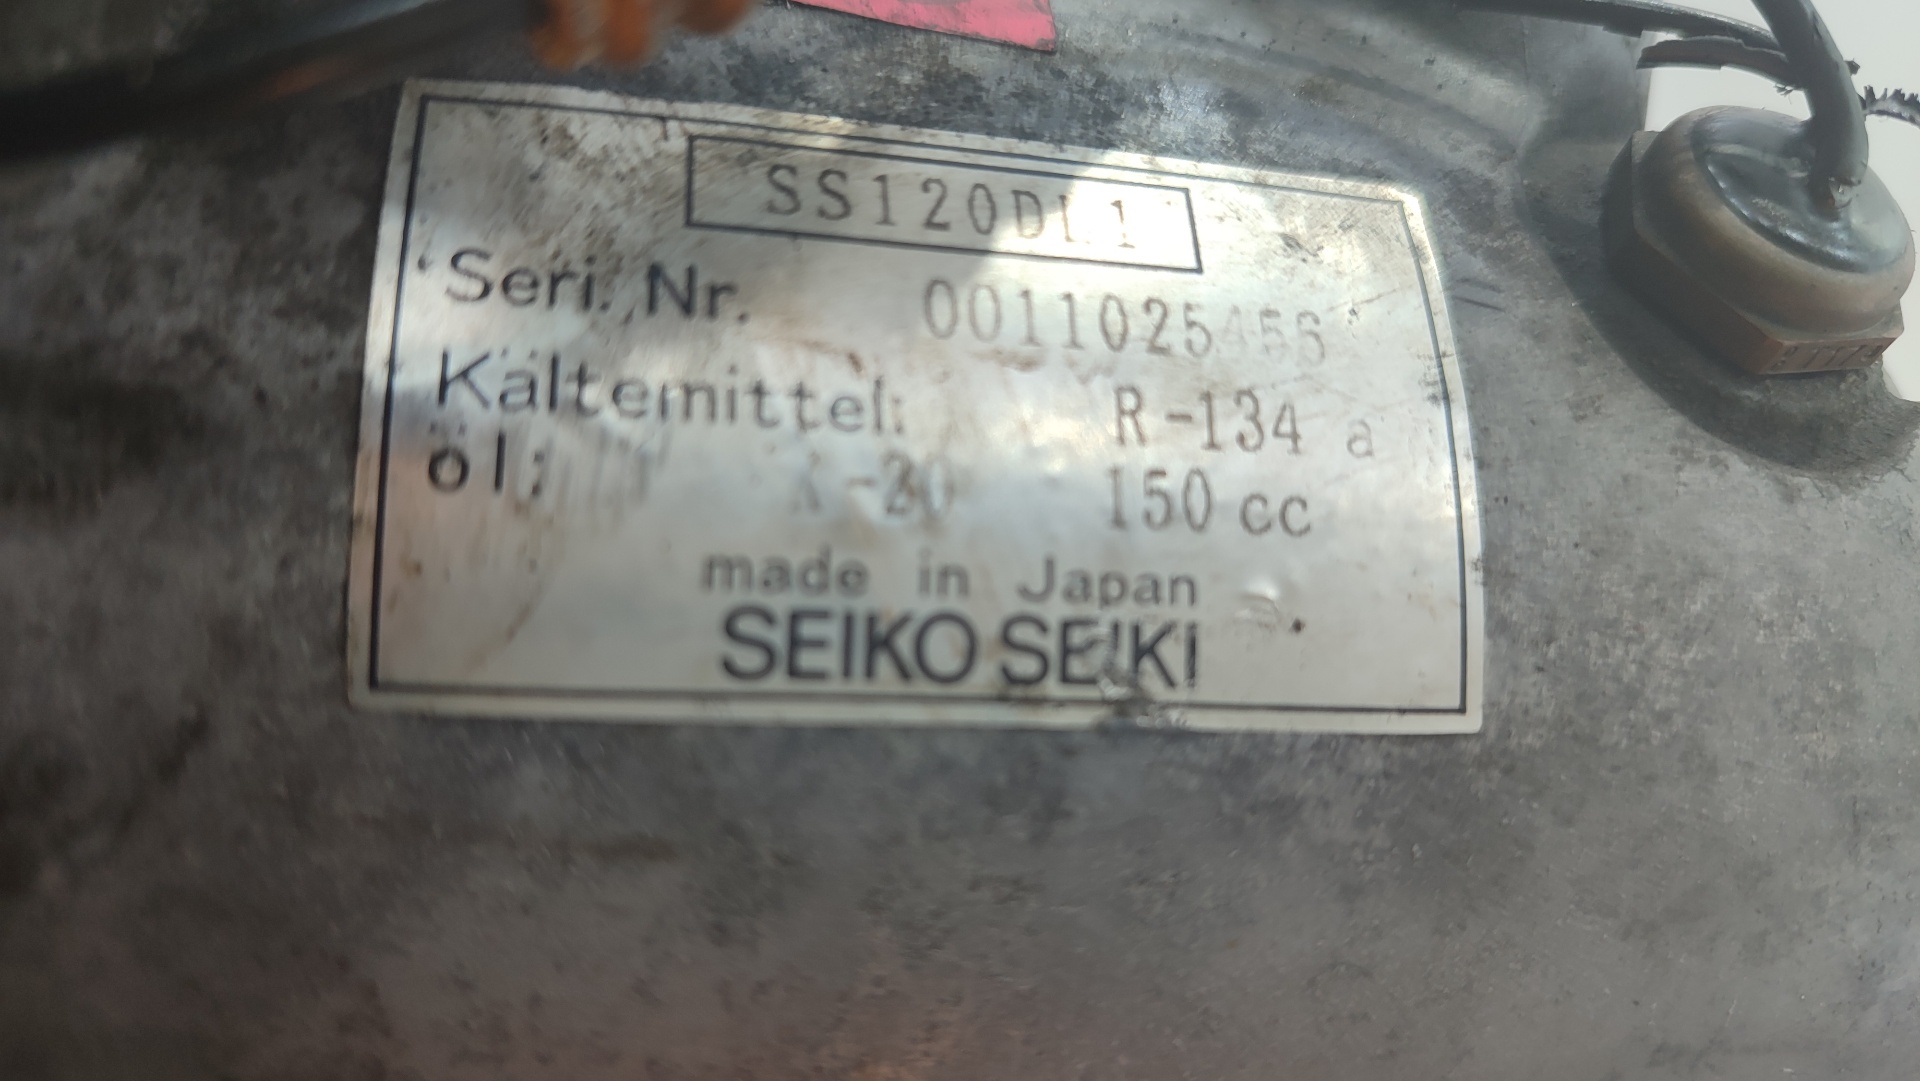 SS120DL1
Seri. Nr. 0011025456
Kältemittel: R-134 a
öl: 150 cc
made in Japan
SEIKO SEIKI